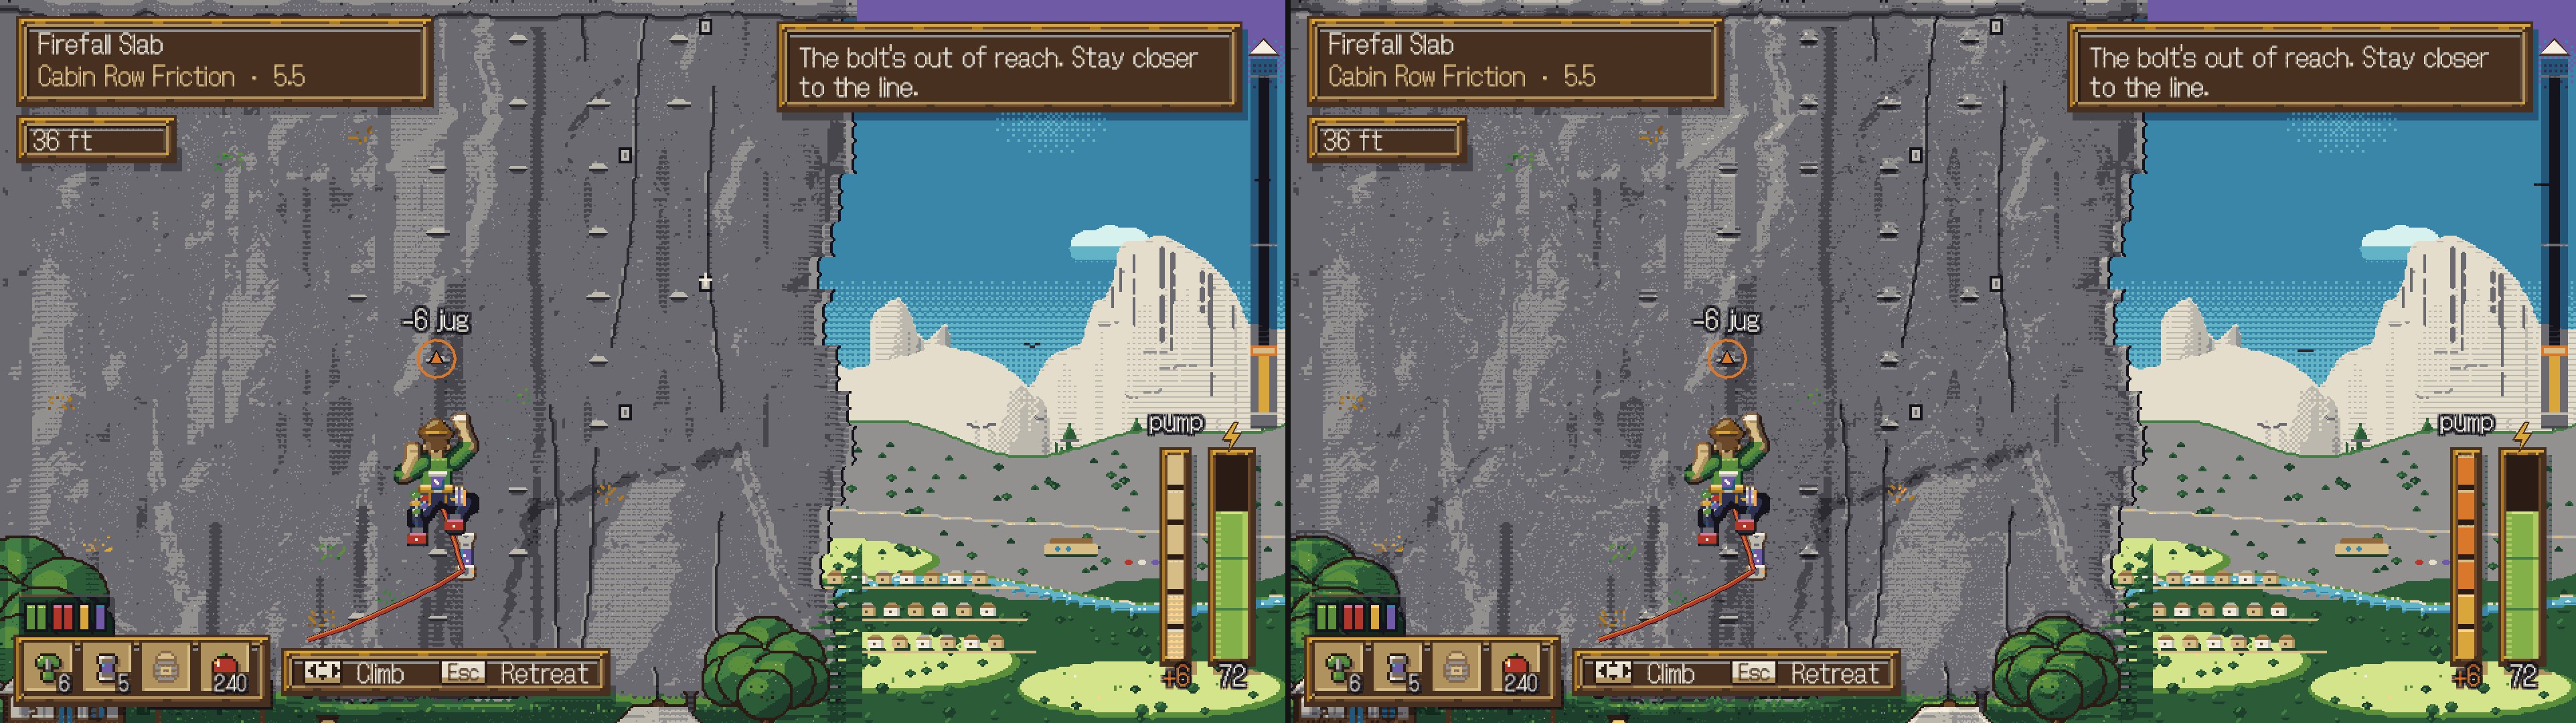 Firefall Slab
Cabin Row Friction · 5.5
36 ft
The bolt's out of reach. Stay closer
to the line.
-6 jug
pump
+6
72
6
5
240
Climb
Esc
Retreat
Firefall Slab
Cabin Row Friction · 5.5
36 ft
The bolt's out of reach. Stay closer
to the line.
-6 jug
pump
+6
72
6
5
240
Climb
Esc
Retreat